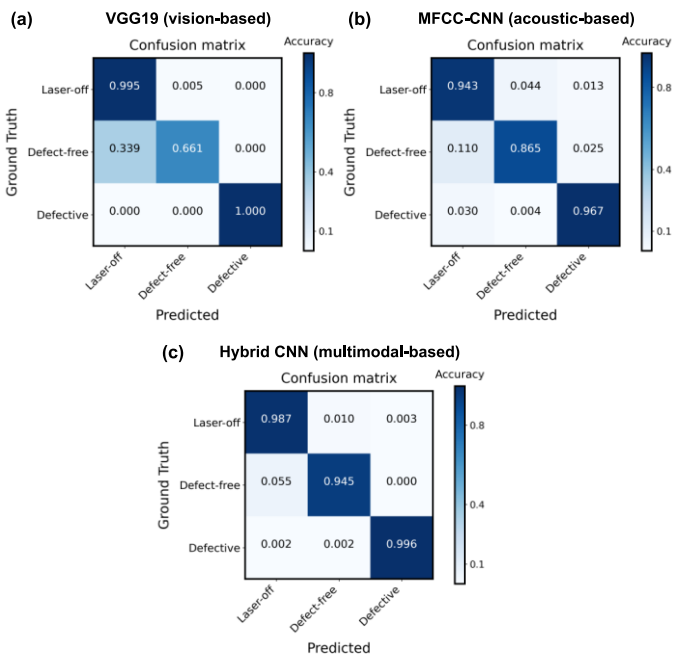 (a) VGG19 (vision-based)
Confusion matrix
Accuracy
Ground Truth
Laser-off 0.995 0.005 0.000
Defect-free 0.339 0.661 0.000
Defective 0.000 0.000 1.000
0.8
0.4
0.1
Laser-off Defect-free Defective
Predicted
(b) MFCC-CNN (acoustic-based)
Confusion matrix
Accuracy
Ground Truth
Laser-off 0.943 0.044 0.013
Defect-free 0.110 0.865 0.025
Defective 0.030 0.004 0.967
0.8
0.4
0.1
Laser-off Defect-free Defective
Predicted
(c) Hybrid CNN (multimodal-based)
Confusion matrix
Accuracy
Ground Truth
Laser-off 0.987 0.010 0.003
Defect-free 0.055 0.945 0.000
Defective 0.002 0.002 0.996
0.8
0.4
0.1
Laser-off Defect-free Defective
Predicted